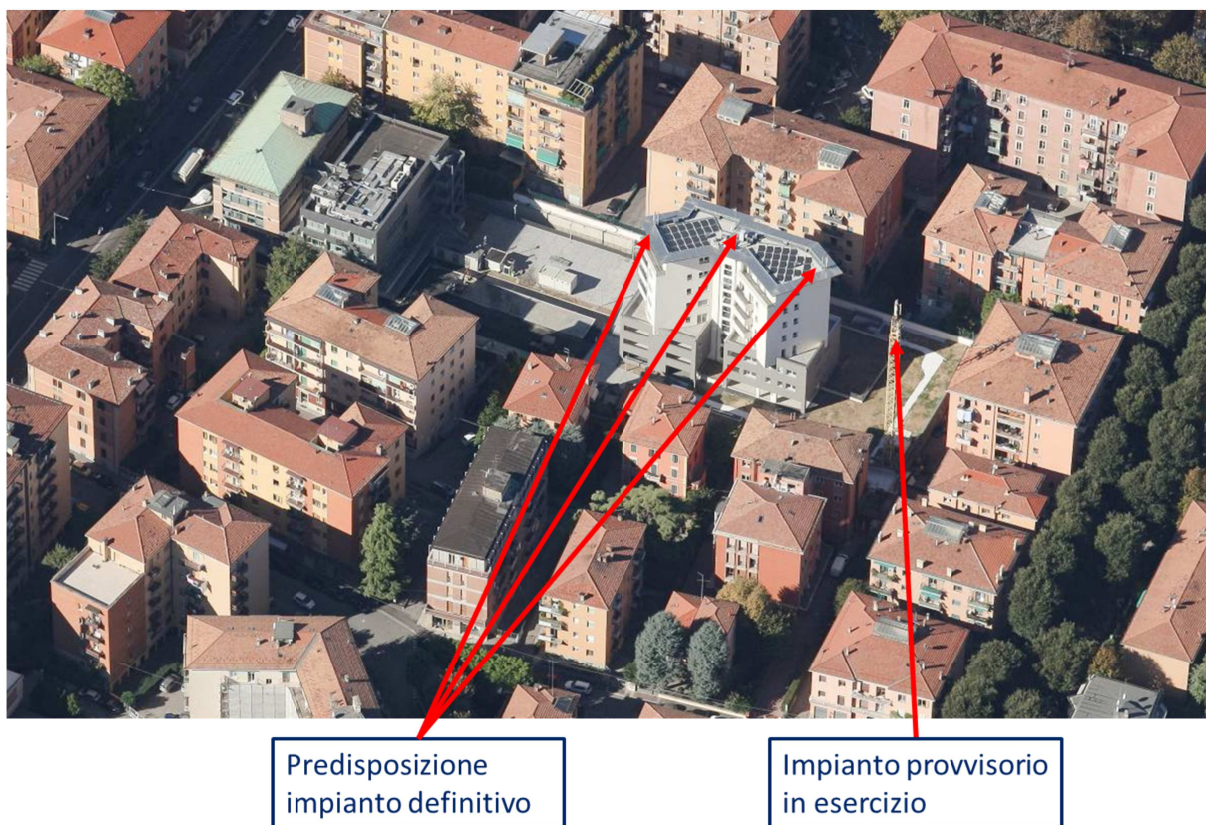 Predisposizione
impianto definitivo
Impianto provvisorio
in esercizio